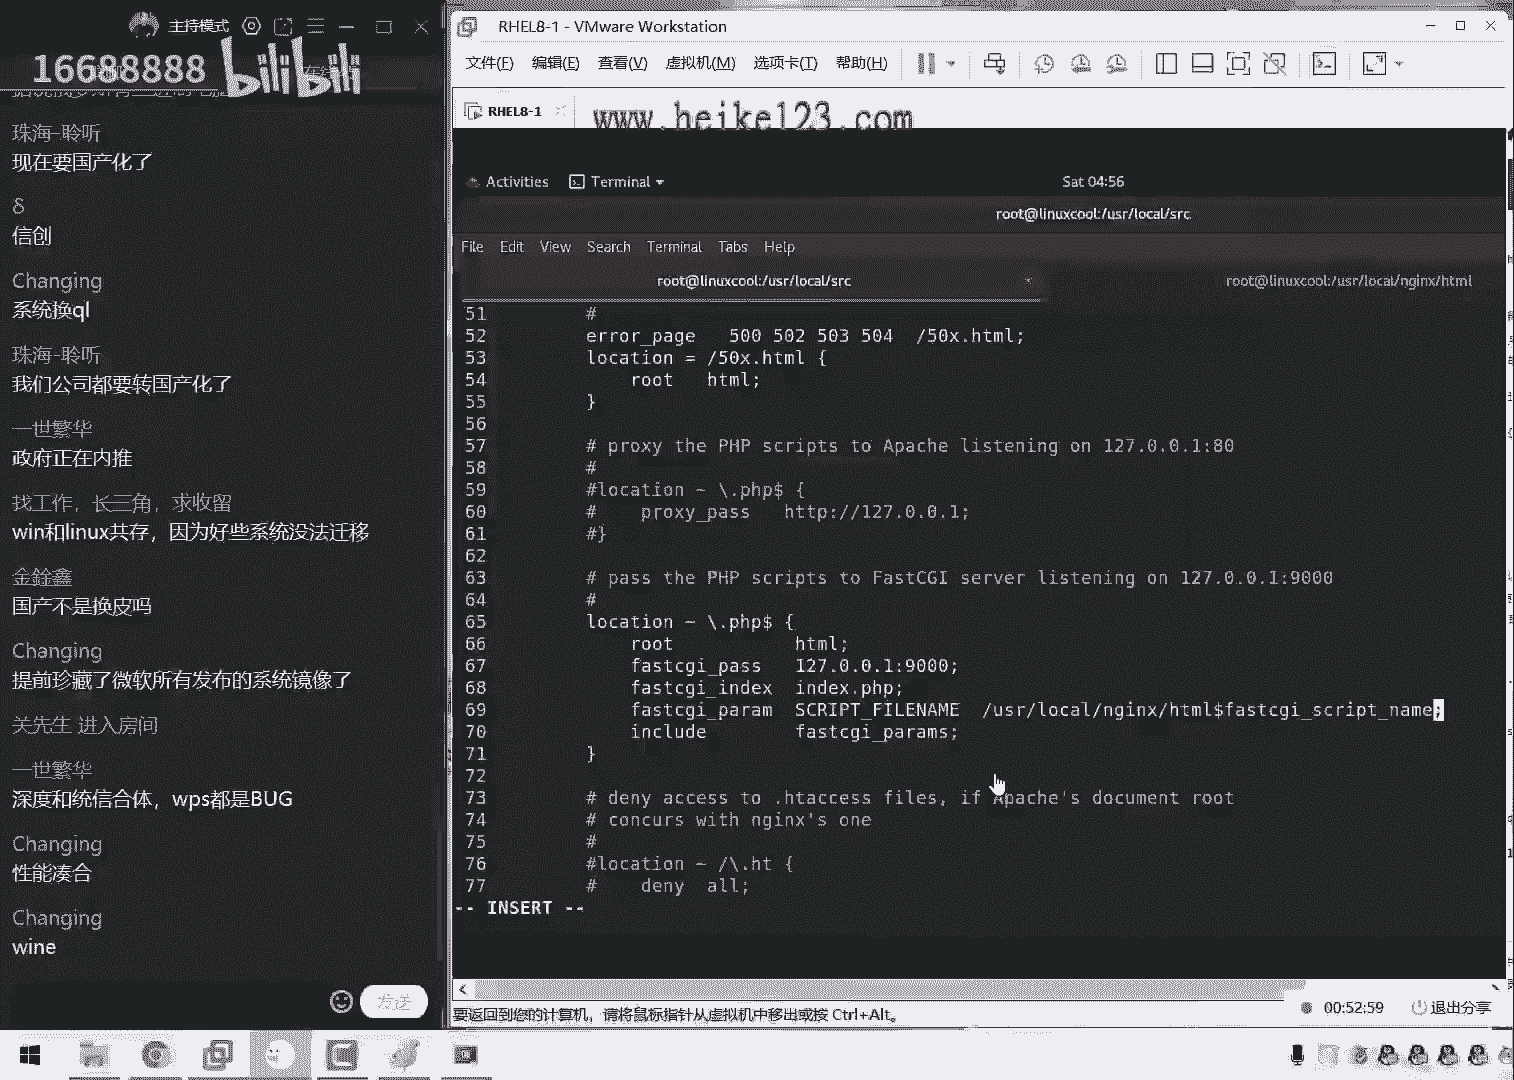 主持模式
16688888
bilibili
珠海-聆听
现在要国产化了
δ
信创
Changing
系统换ql
珠海-聆听
我们公司都要转国产化了
一世繁华
政府正在内推
找工作，长三角，求收留
win和linux共存，因为好些系统没法迁移
金銓鑫
国产不是换皮吗
Changing
提前珍藏了微软所有发布的系统镜像了
关先生 进入房间
一世繁华
深度和统信合体，wps都是BUG
Changing
性能凑合
Changing
wine
发送
RHEL8-1 - VMware Workstation
文件(F) 编辑(E) 查看(V) 虚拟机(M) 选项卡(T) 帮助(H)
RHEL8-1
www.heike123.com
Activities Terminal Sat 04:56
root@linuxcool:/usr/local/src
File Edit View Search Terminal Tabs Help
root@linuxcool:/usr/local/src root@linuxcool:/usr/local/nginx/html
51 #
52 error_page 500 502 503 504 /50x.html;
53 location = /50x.html {
54 root html;
55 }
56
57 # proxy the PHP scripts to Apache listening on 127.0.0.1:80
58 #
59 #location ~ \.php$ {
60 # proxy_pass http://127.0.0.1;
61 #}
62
63 # pass the PHP scripts to FastCGI server listening on 127.0.0.1:9000
64 #
65 location ~ \.php$ {
66 root html;
67 fastcgi_pass 127.0.0.1:9000;
68 fastcgi_index index.php;
69 fastcgi_param SCRIPT_FILENAME /usr/local/nginx/html$fastcgi_script_name;
70 include fastcgi_params;
71 }
72
73 # deny access to .htaccess files, if Apache's document root
74 # concurs with nginx's one
75 #
76 #location ~ /\.ht {
77 # deny all;
-- INSERT --
要返回到您的计算机，请将鼠标指针从虚拟机中移出或按 Ctrl+Alt。
00:52:59 退出分享